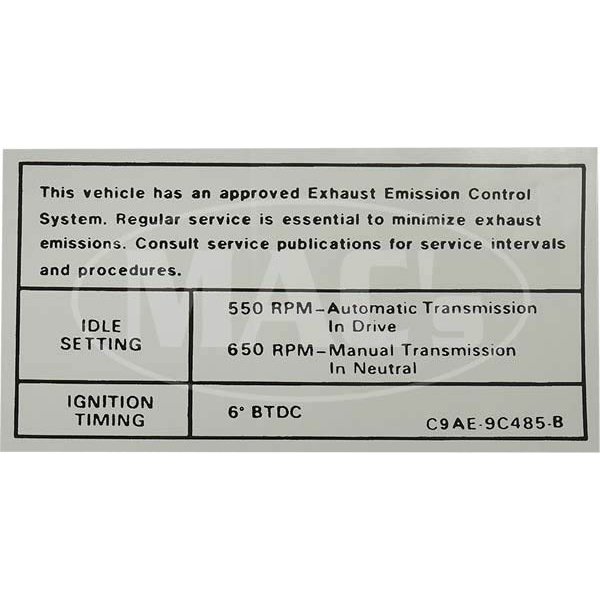 This vehicle has an approved Exhaust Emission Control
System. Regular service is essential to minimize exhaust
emissions. Consult service publications for service intervals
and procedures.
IDLE
SETTING
550 RPM–Automatic Transmission
In Drive
650 RPM–Manual Transmission
In Neutral
IGNITION
TIMING
6° BTDC
C9AE-9C485-B
MAC's